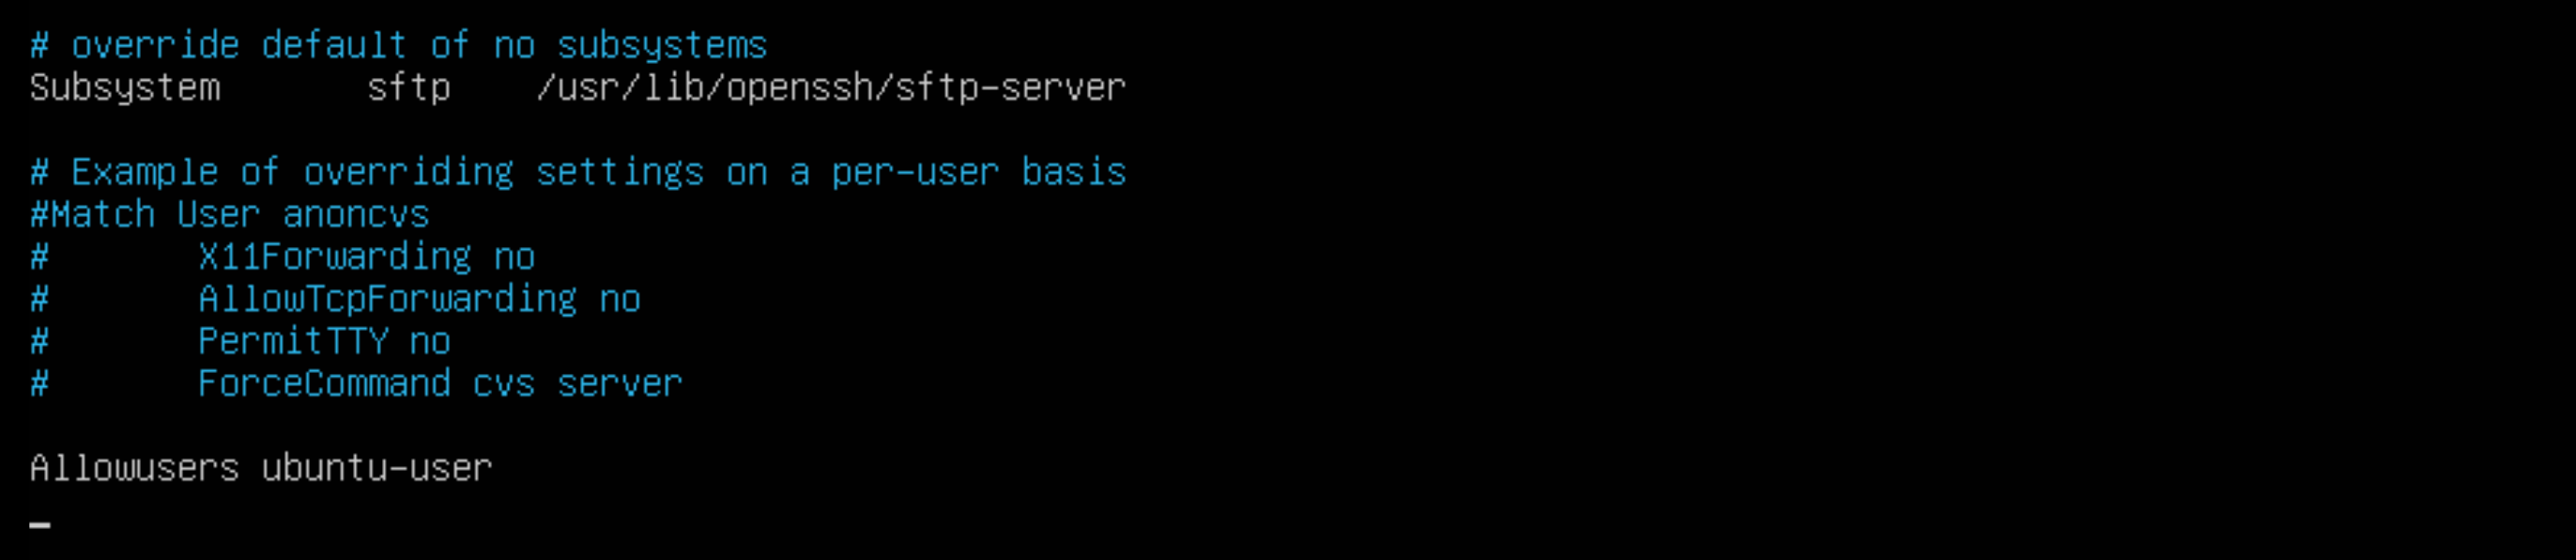 # override default of no subsystems
Subsystem       sftp    /usr/lib/openssh/sftp-server
# Example of overriding settings on a per-user basis
#Match User anoncvs
#       X11Forwarding no
#       AllowTcpForwarding no
#       PermitTTY no
#       ForceCommand cvs server
Allowusers ubuntu-user